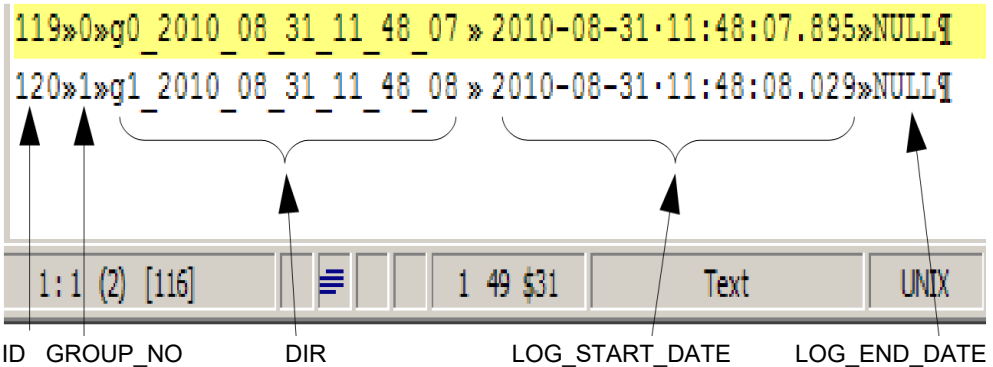 119»0»g0_2010_08_31_11_48_07 » 2010-08-31·11:48:07.895»NULL¶
120»1»g1_2010_08_31_11_48_08 » 2010-08-31·11:48:08.029»NULL¶
1:1 (2) [116] 1 49 $31 Text UNIX
ID GROUP_NO DIR LOG_START_DATE LOG_END_DATE